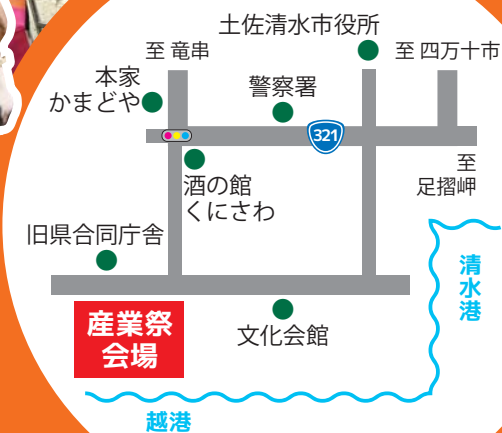 土佐清水市役所
至 竜串
至 四万十市
本家
かまどや
警察署
321
至
足摺岬
酒の館
くにさわ
旧県合同庁舎
清水港
産業祭
会場
文化会館
越港